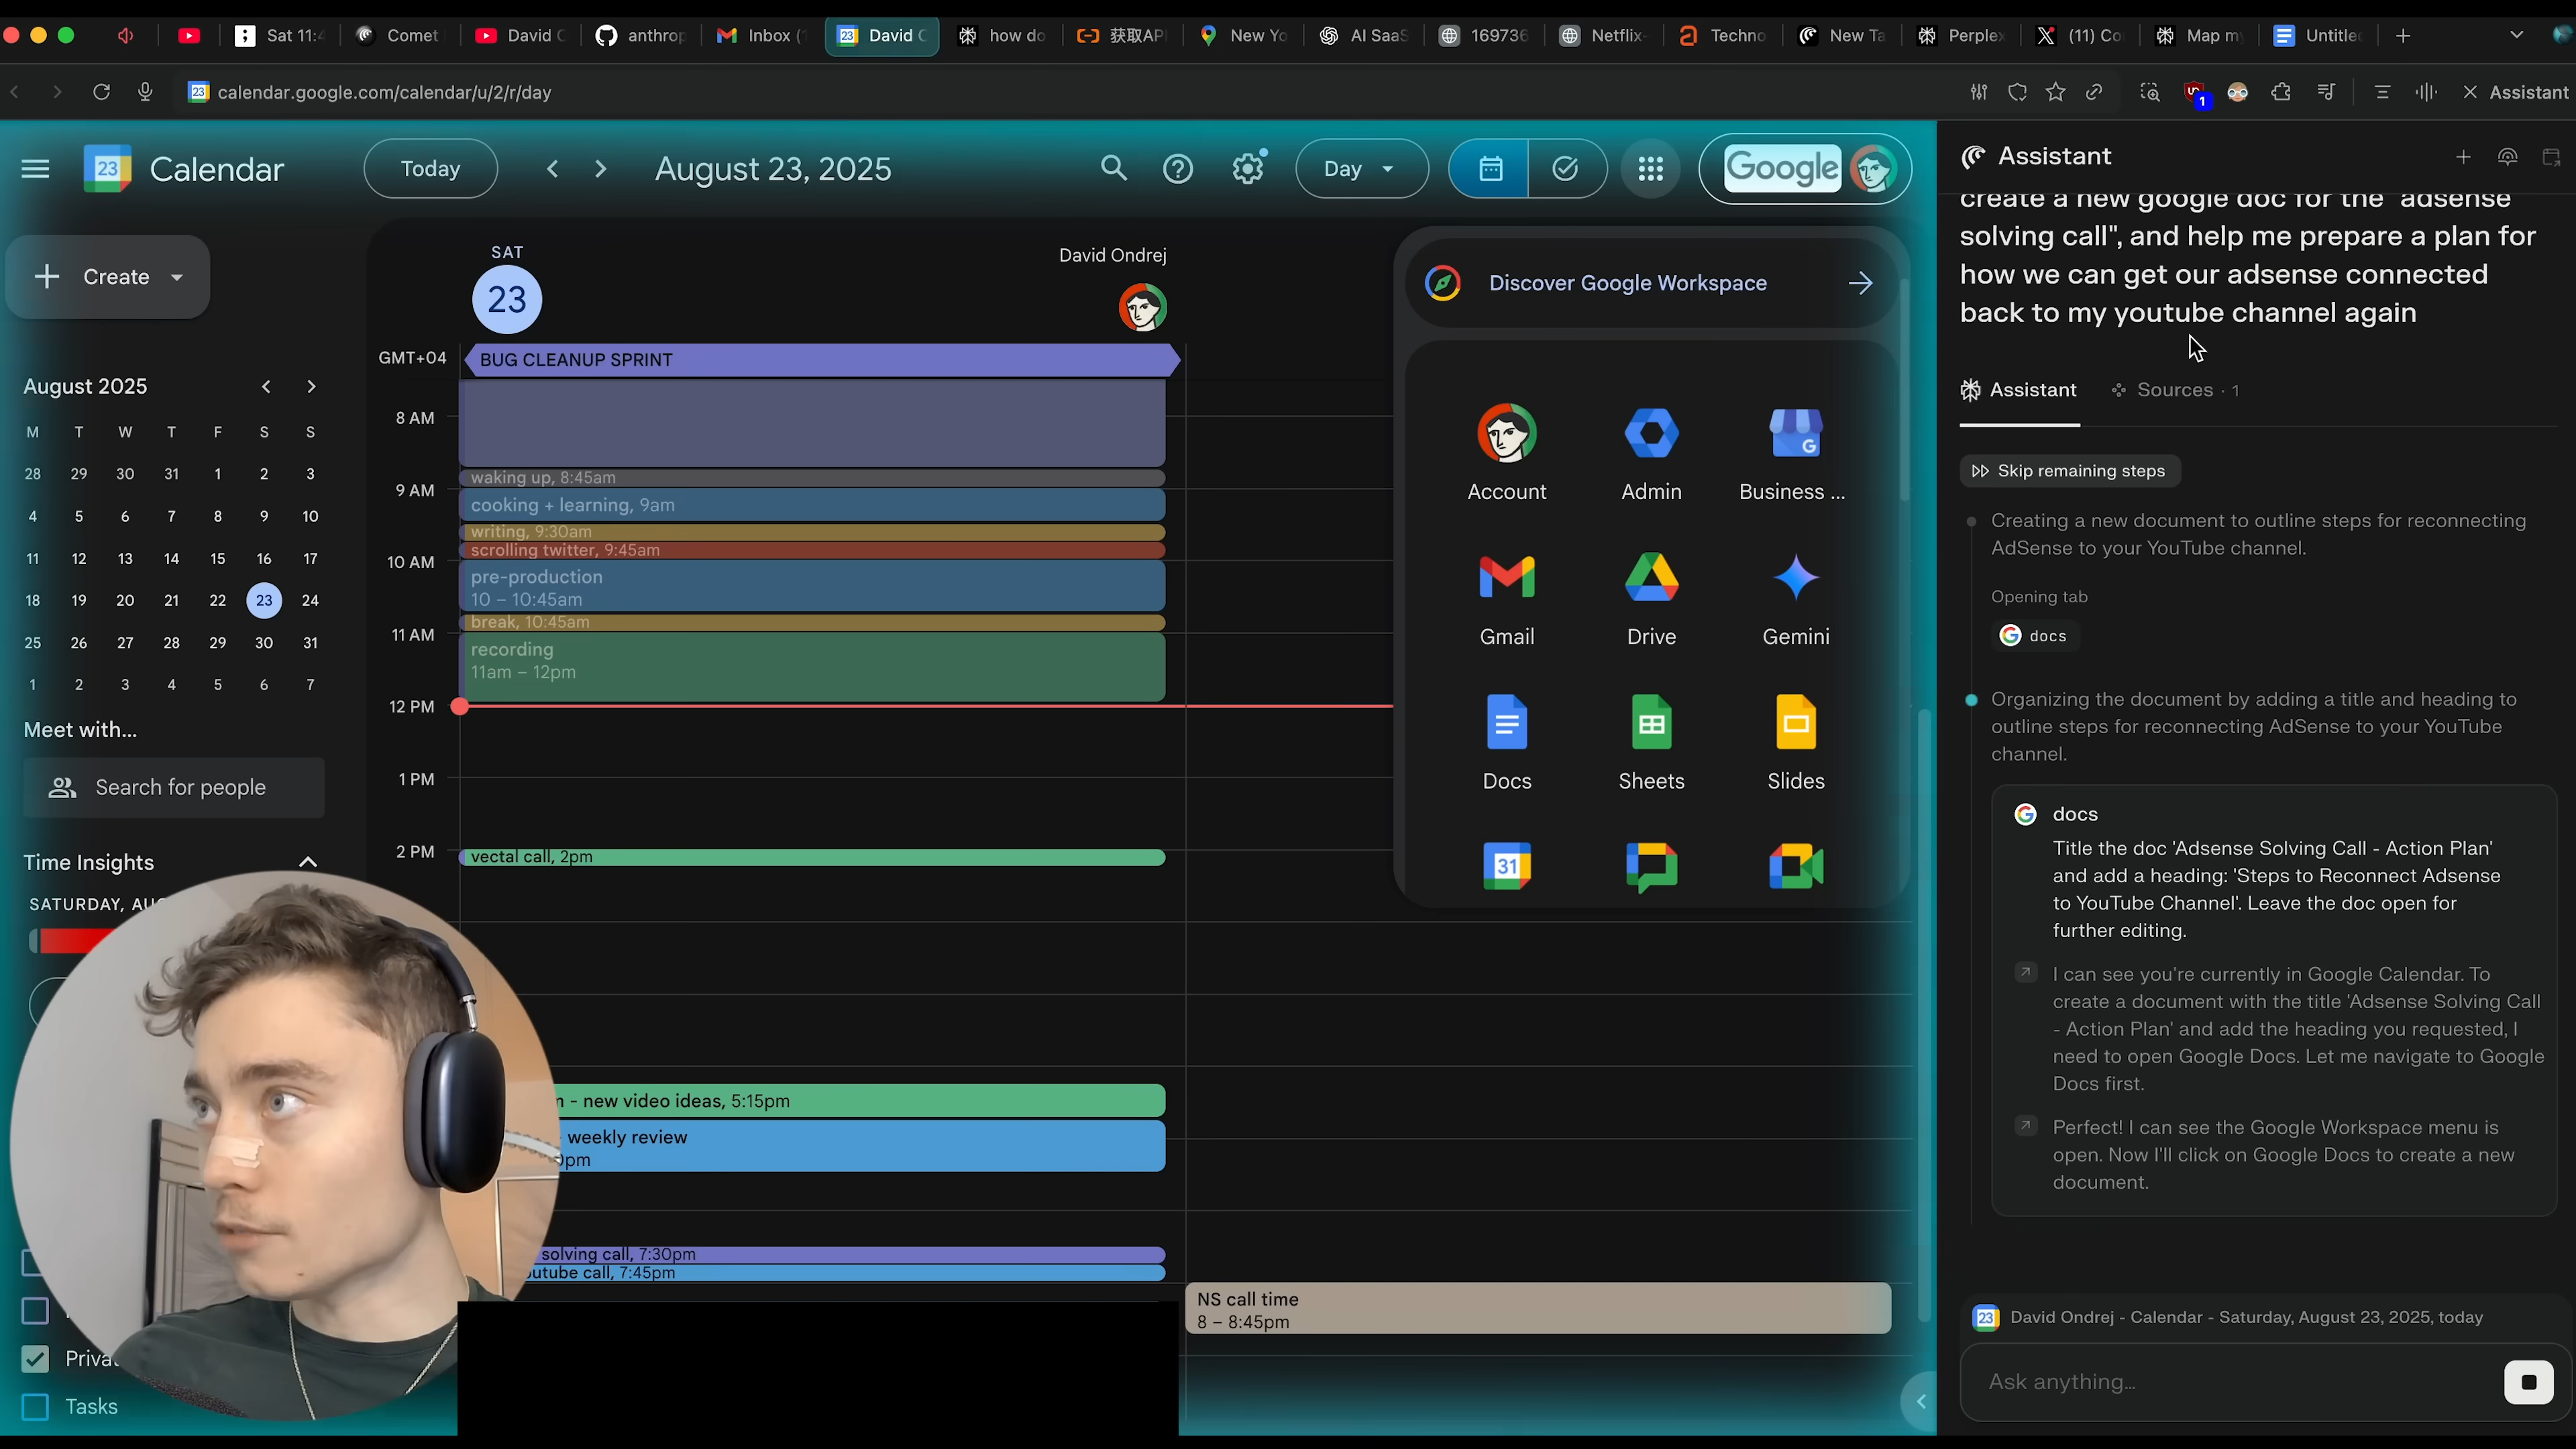 Sat 11:4
Comet
David C
anthrop
Inbox (
David C
how do
获取API
New Yo
AI SaaS
169736
Netflix-
Techno
New Ta
Perplex
(11) Co
Map my
Untitle
calendar.google.com/calendar/u/2/r/day
1
Assistant
23
Calendar
Today
August 23, 2025
Day
Google
Create
SAT
23
David Ondrej
GMT+04
BUG CLEANUP SPRINT
August 2025
M T W T F S S
28 29 30 31 1 2 3
4 5 6 7 8 9 10
11 12 13 14 15 16 17
18 19 20 21 22 23 24
25 26 27 28 29 30 31
1 2 3 4 5 6 7
Meet with...
Search for people
Time Insights
SATURDAY, AUG
Priva
Tasks
8 AM
waking up, 8:45am
9 AM
cooking + learning, 9am
writing, 9:30am
scrolling twitter, 9:45am
10 AM
pre-production
10 – 10:45am
break, 10:45am
11 AM
recording
11am – 12pm
12 PM
1 PM
2 PM
vectal call, 2pm
- new video ideas, 5:15pm
weekly review
pm
solving call, 7:30pm
outube call, 7:45pm
NS call time
8 – 8:45pm
Discover Google Workspace
Account
Admin
Business ...
Gmail
Drive
Gemini
Docs
Sheets
Slides
31
Assistant
create a new google doc for the "adsense
solving call", and help me prepare a plan for
how we can get our adsense connected
back to my youtube channel again
Assistant
Sources · 1
Skip remaining steps
Creating a new document to outline steps for reconnecting
AdSense to your YouTube channel.
Opening tab
docs
Organizing the document by adding a title and heading to
outline steps for reconnecting AdSense to your YouTube
channel.
docs
Title the doc 'Adsense Solving Call - Action Plan'
and add a heading: 'Steps to Reconnect Adsense
to YouTube Channel'. Leave the doc open for
further editing.
I can see you're currently in Google Calendar. To
create a document with the title 'Adsense Solving Call
- Action Plan' and add the heading you requested, I
need to open Google Docs. Let me navigate to Google
Docs first.
Perfect! I can see the Google Workspace menu is
open. Now I'll click on Google Docs to create a new
document.
David Ondrej - Calendar - Saturday, August 23, 2025, today
Ask anything...